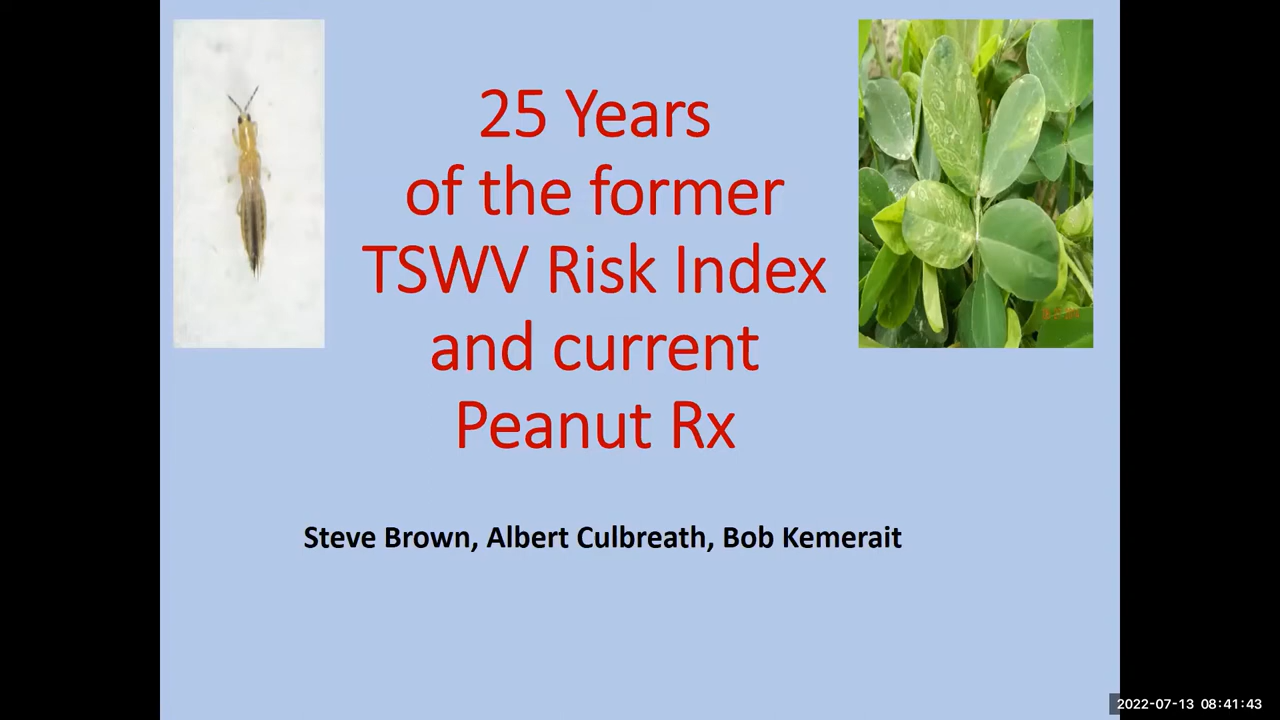 25 Years
of the former
TSWV Risk Index
and current
Peanut Rx
Steve Brown, Albert Culbreath, Bob Kemerait
2022-07-13 08:41:43